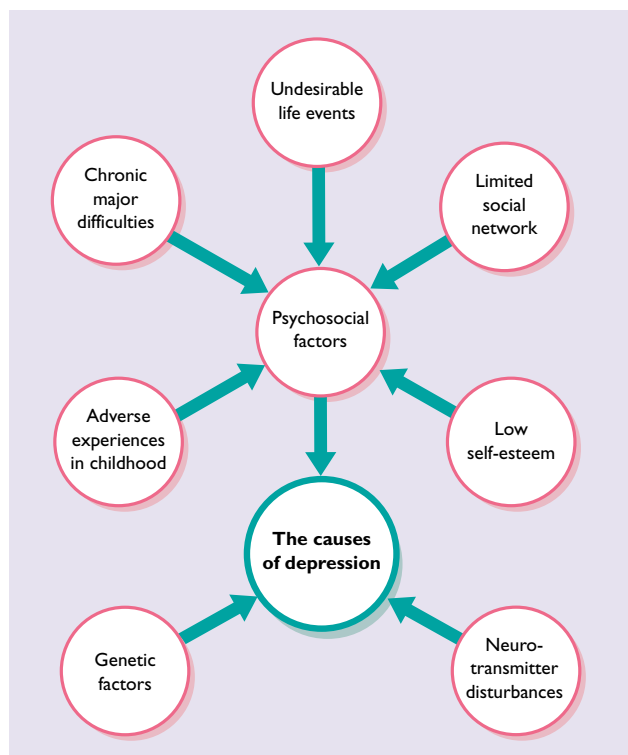 Undesirable
life events
Chronic
major
difficulties
Limited
social
network
Psychosocial
factors
Adverse
experiences
in childhood
Low
self-esteem
The causes
of depression
Genetic
factors
Neuro-
transmitter
disturbances